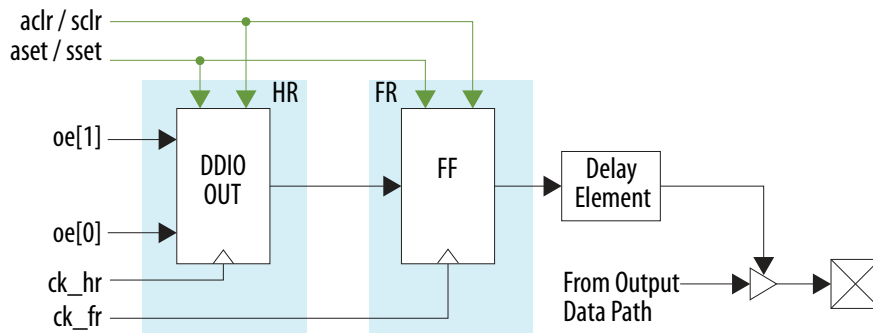 aclr / sclr
aset / sset
HR
FR
oe[1]
DDIO
OUT
FF
Delay
Element
oe[0]
ck_hr
ck_fr
From Output
Data Path